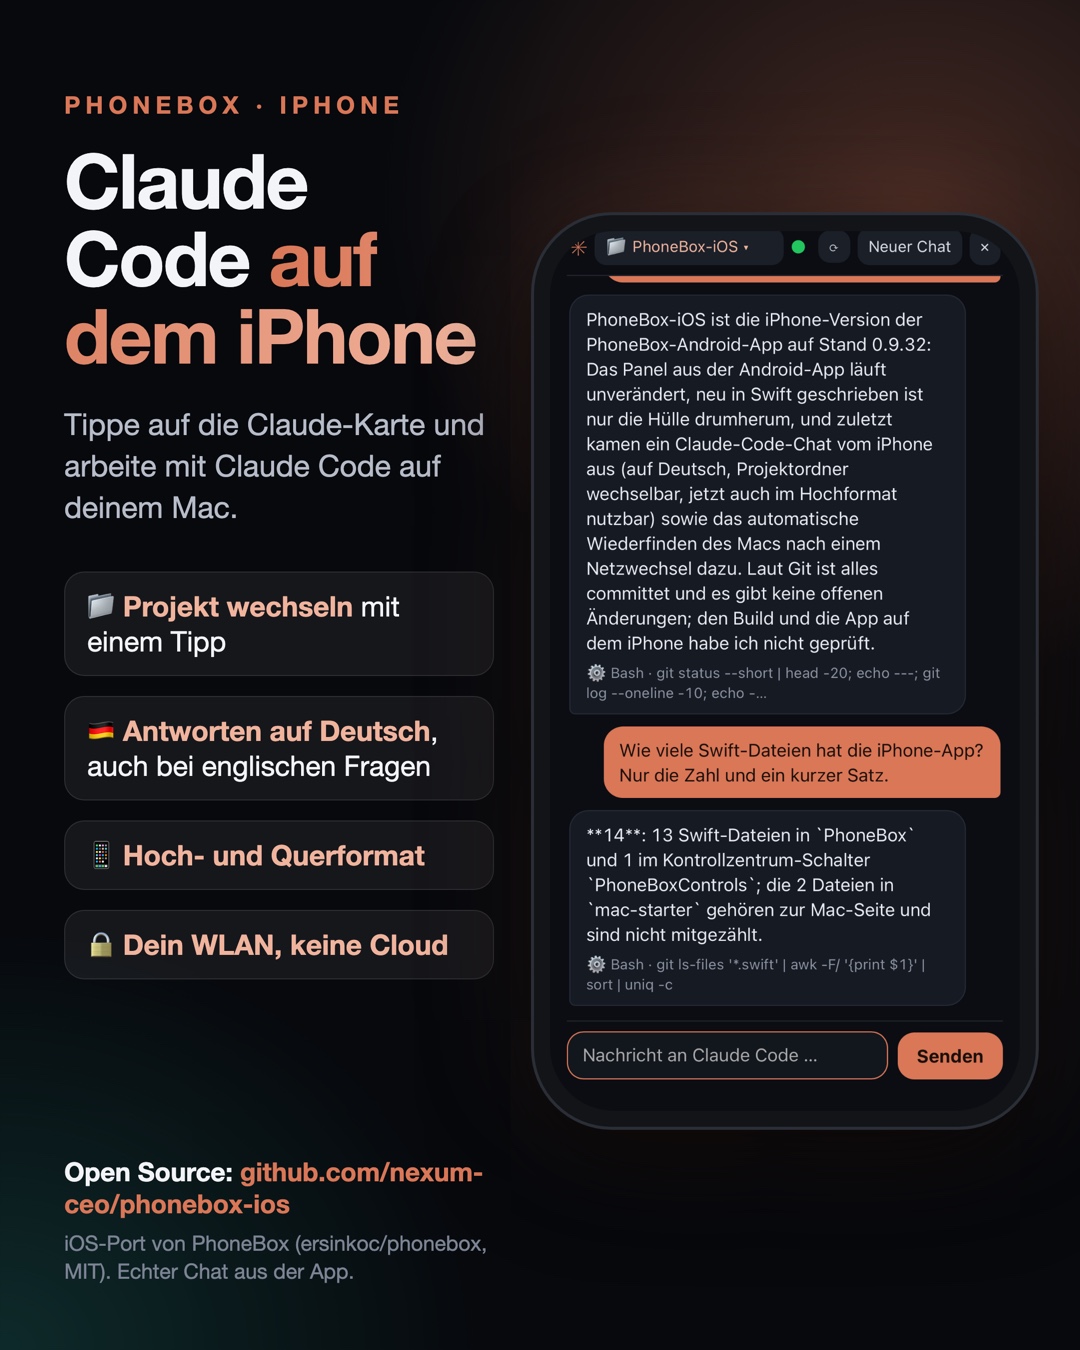 PHONEBOX · IPHONE
Claude
Code auf
dem iPhone
Tippe auf die Claude-Karte und
arbeite mit Claude Code auf
deinem Mac.
Projekt wechseln mit
einem Tipp
Antworten auf Deutsch,
auch bei englischen Fragen
Hoch- und Querformat
Dein WLAN, keine Cloud
Open Source: github.com/nexum-
ceo/phonebox-ios
iOS-Port von PhoneBox (ersinkoc/phonebox,
MIT). Echter Chat aus der App.
PhoneBox-iOS ▾ Neuer Chat ×
PhoneBox-iOS ist die iPhone-Version der
PhoneBox-Android-App auf Stand 0.9.32:
Das Panel aus der Android-App läuft
unverändert, neu in Swift geschrieben ist
nur die Hülle drumherum, und zuletzt
kamen ein Claude-Code-Chat vom iPhone
aus (auf Deutsch, Projektordner
wechselbar, jetzt auch im Hochformat
nutzbar) sowie das automatische
Wiederfinden des Macs nach einem
Netzwechsel dazu. Laut Git ist alles
committet und es gibt keine offenen
Änderungen; den Build und die App auf
dem iPhone habe ich nicht geprüft.
Bash · git status --short | head -20; echo ---; git
log --oneline -10; echo -...
Wie viele Swift-Dateien hat die iPhone-App?
Nur die Zahl und ein kurzer Satz.
**14**: 13 Swift-Dateien in `PhoneBox`
und 1 im Kontrollzentrum-Schalter
`PhoneBoxControls`; die 2 Dateien in
`mac-starter` gehören zur Mac-Seite und
sind nicht mitgezählt.
Bash · git ls-files '*.swift' | awk -F/ '{print $1}' |
sort | uniq -c
Nachricht an Claude Code ...
Senden